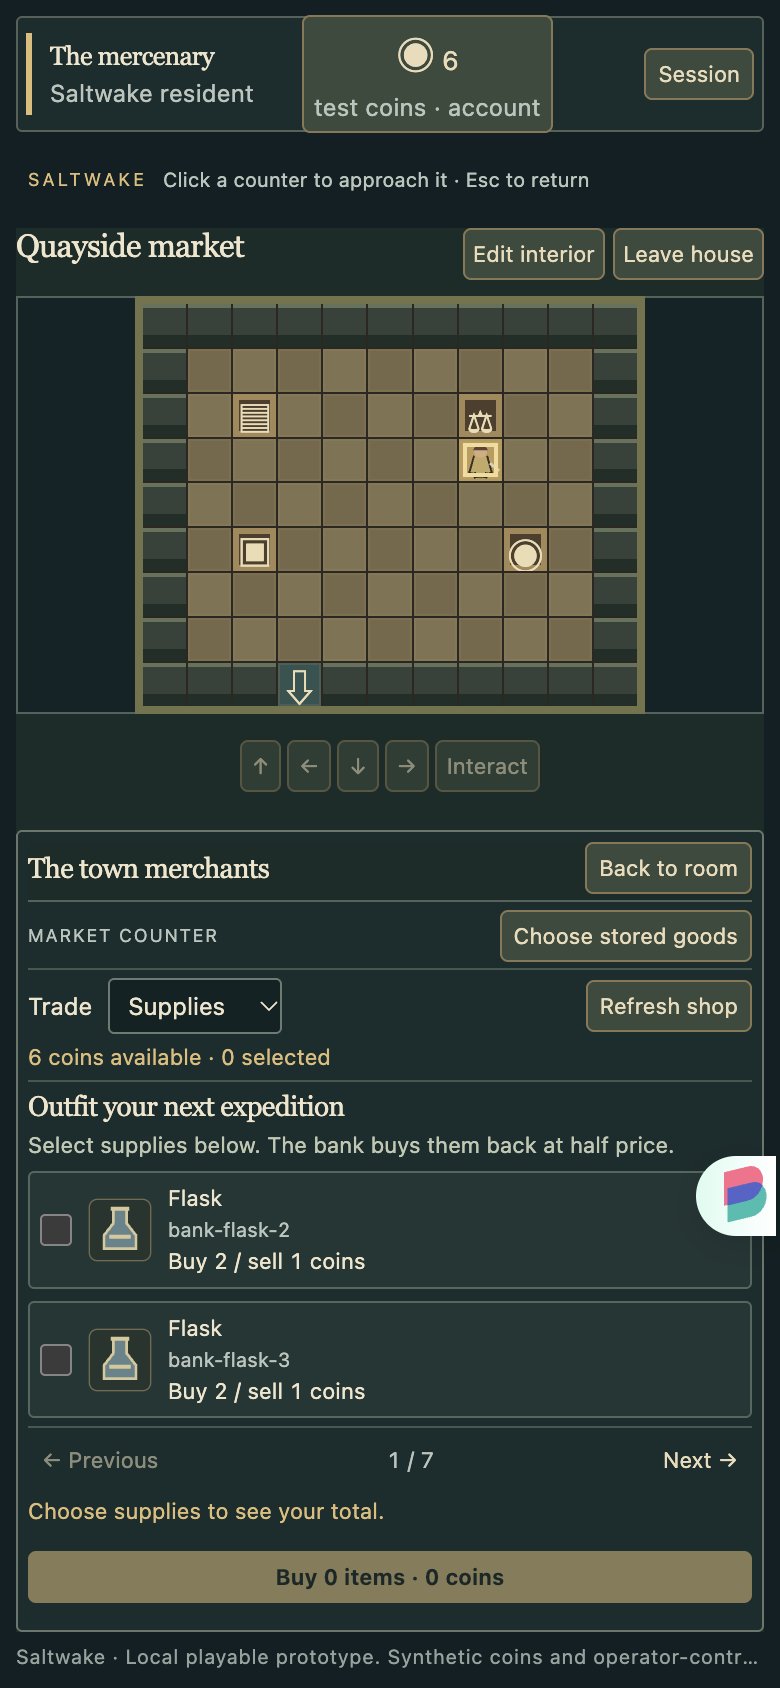 The mercenary
Saltwake resident
6
test coins · account
Session
SALTWAKE Click a counter to approach it · Esc to return
Quayside market
Edit interior
Leave house
↑ ← ↓ → Interact
The town merchants
Back to room
MARKET COUNTER
Choose stored goods
Trade Supplies
Refresh shop
6 coins available · 0 selected
Outfit your next expedition
Select supplies below. The bank buys them back at half price.
Flask
bank-flask-2
Buy 2 / sell 1 coins
Flask
bank-flask-3
Buy 2 / sell 1 coins
← Previous 1 / 7 Next →
Choose supplies to see your total.
Buy 0 items · 0 coins
Saltwake · Local playable prototype. Synthetic coins and operator-contr...